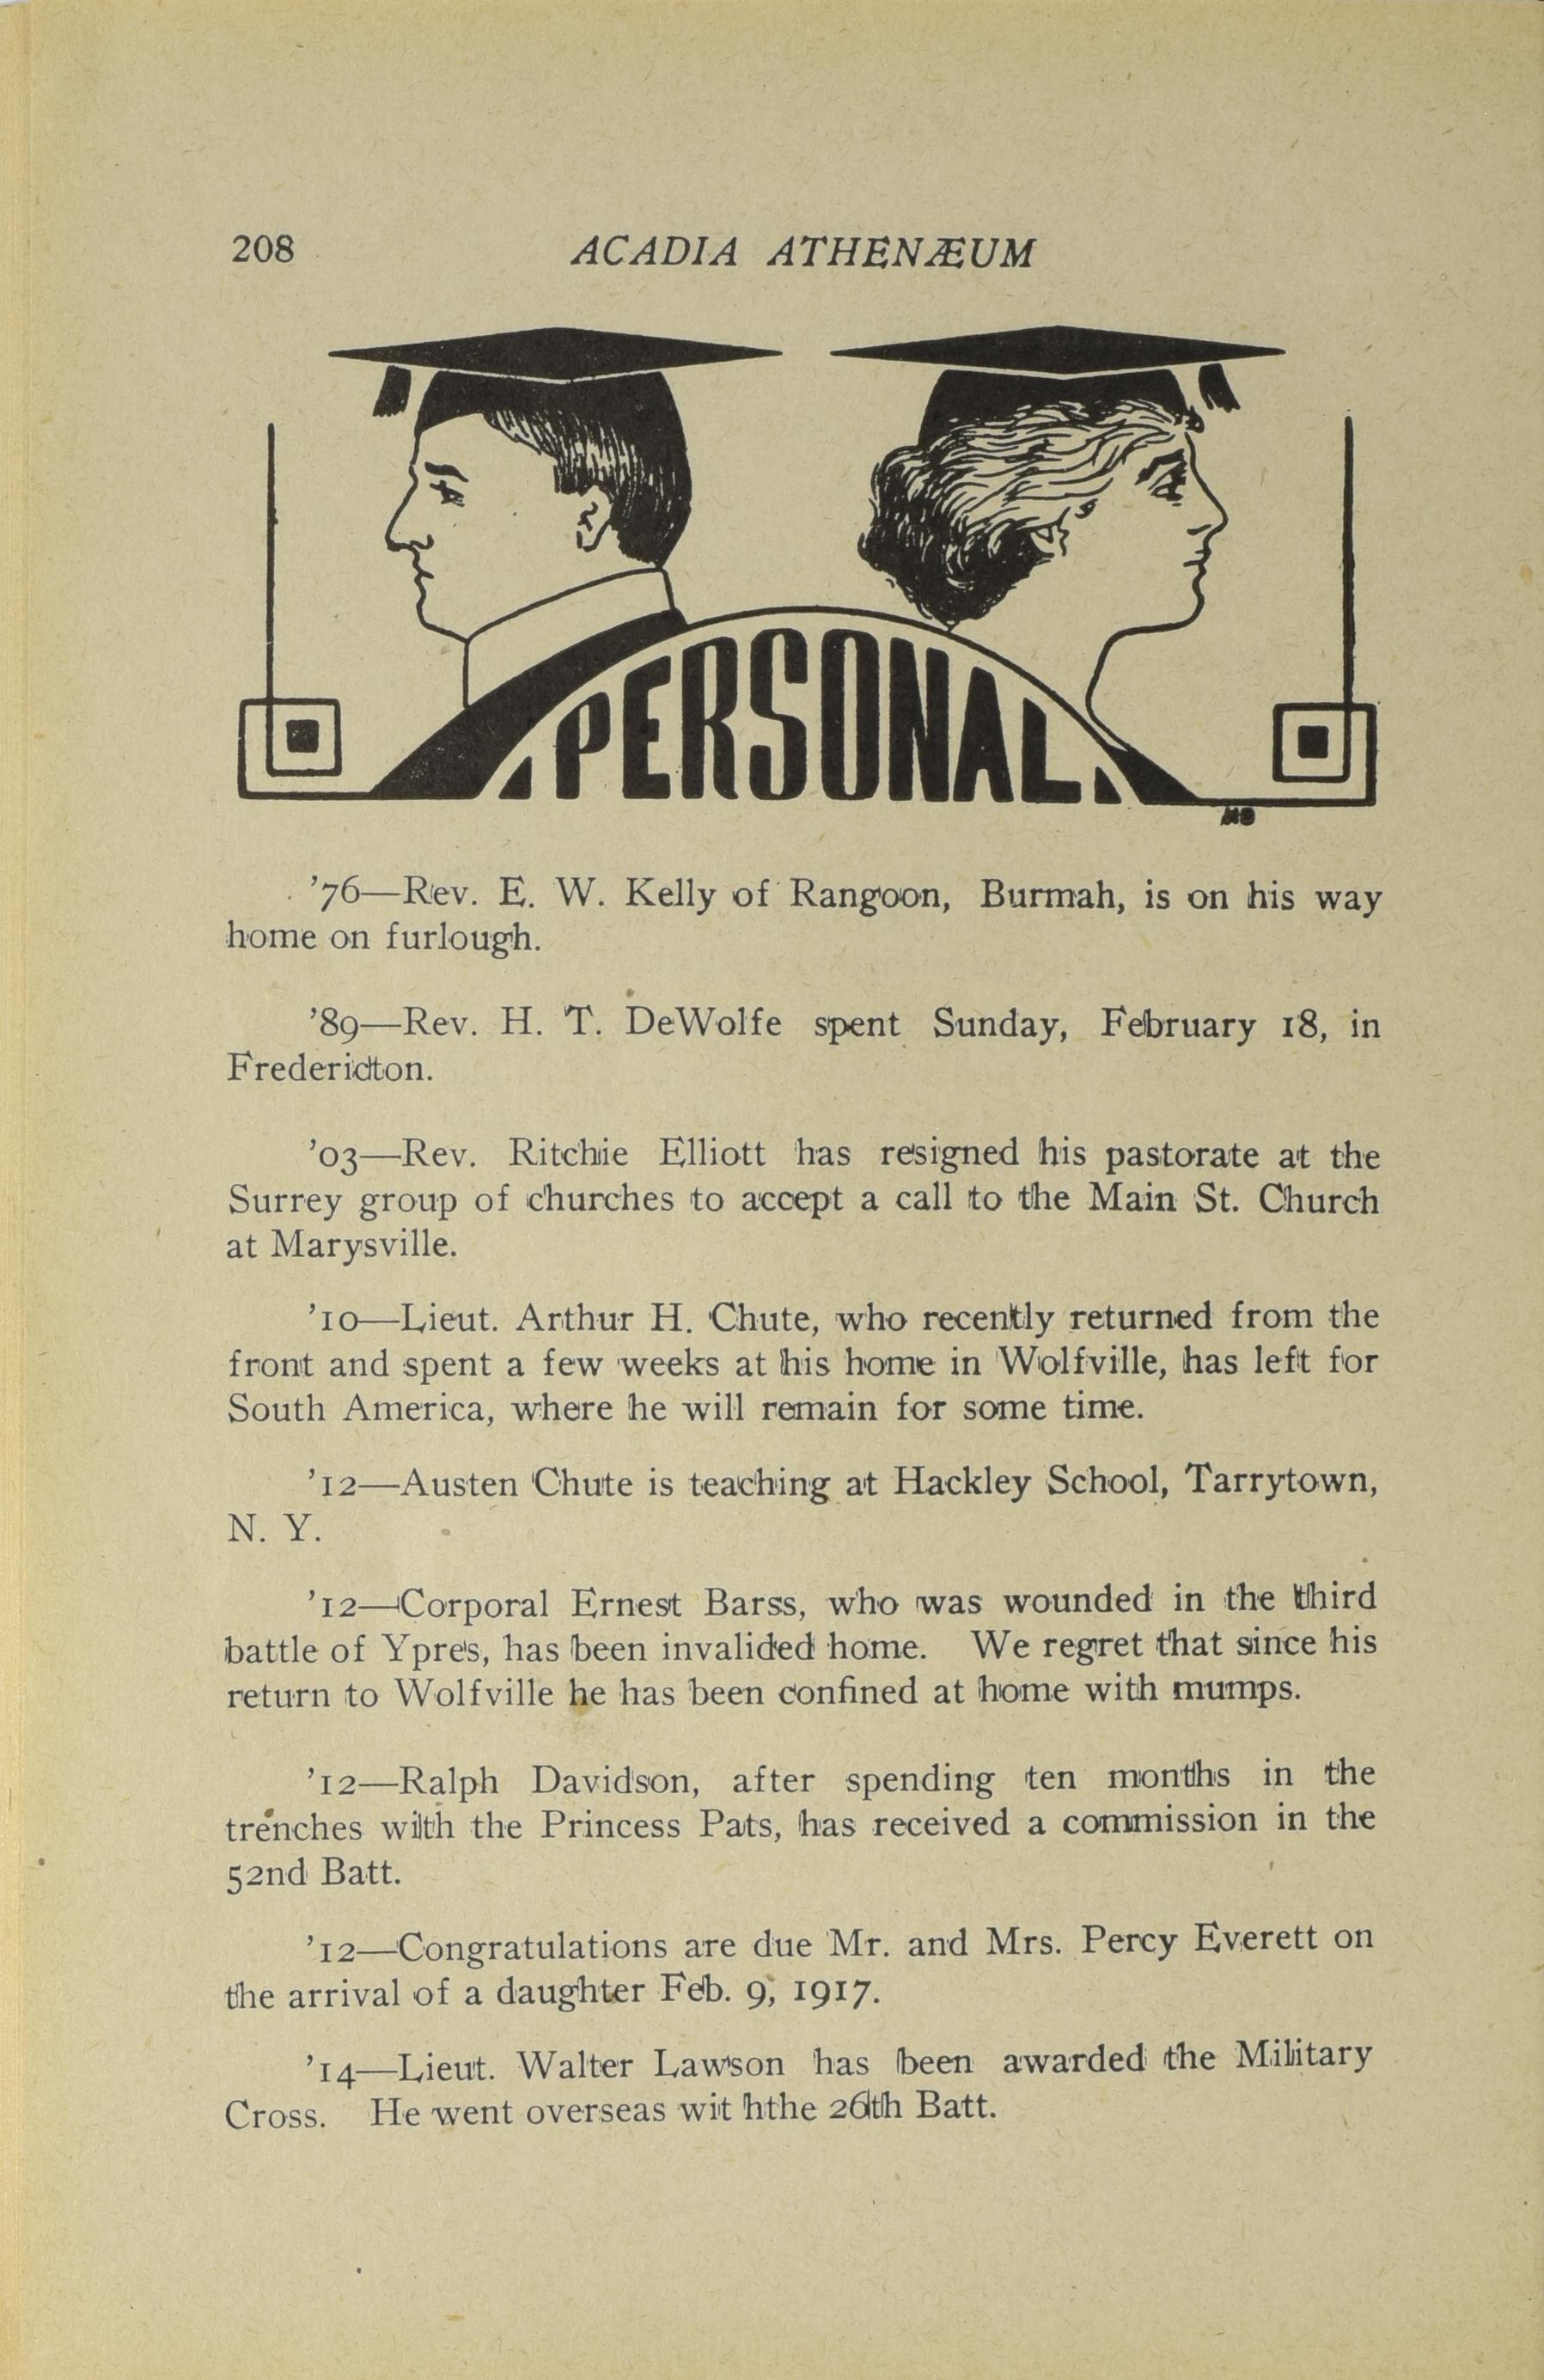 208 ACADIA ATHENÆUM
PERSONAL
MB
'76—Rev. E. W. Kelly of Rangoon, Burmah, is on his way
home on furlough.
'89—Rev. H. T. DeWolfe spent Sunday, February 18, in
Fredericton.
'03—Rev. Ritchie Elliott has resigned his pastorate at the
Surrey group of churches to accept a call to the Main St. Church
at Marysville.
'10—Lieut. Arthur H. Chute, who recently returned from the
front and spent a few weeks at his home in Wolfville, has left for
South America, where he will remain for some time.
'12—Austen Chute is teaching at Hackley School, Tarrytown,
N. Y.
'12—Corporal Ernest Barss, who was wounded in the third
battle of Ypres, has been invalided home. We regret that since his
return to Wolfville he has been confined at home with mumps.
'12—Ralph Davidson, after spending ten months in the
trenches with the Princess Pats, has received a commission in the
52nd Batt.
'12—Congratulations are due Mr. and Mrs. Percy Everett on
the arrival of a daughter Feb. 9, 1917.
'14—Lieut. Walter Lawson has been awarded the Military
Cross. He went overseas wit hthe 26th Batt.